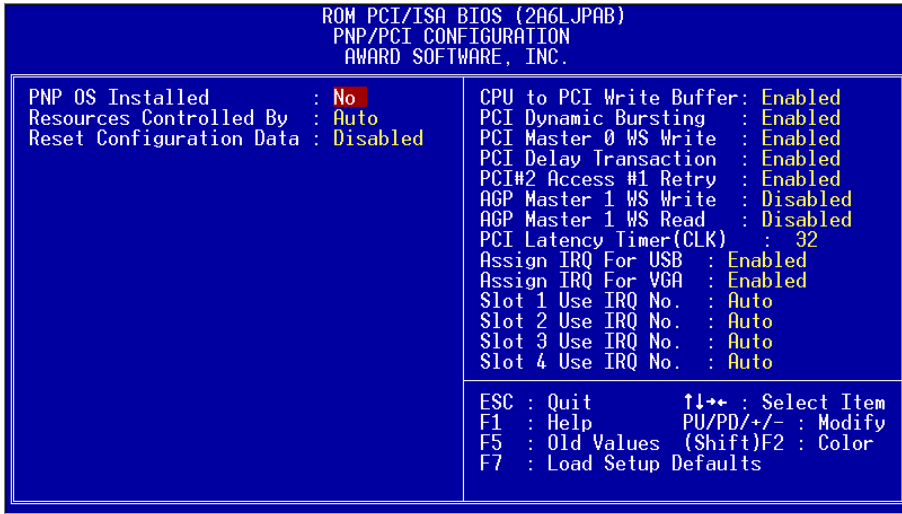 ROM PCI/ISA BIOS (2A6LJPAB)
PNP/PCI CONFIGURATION
AWARD SOFTWARE, INC.
PNP OS Installed : No
Resources Controlled By : Auto
Reset Configuration Data : Disabled
CPU to PCI Write Buffer: Enabled
PCI Dynamic Bursting : Enabled
PCI Master 0 WS Write : Enabled
PCI Delay Transaction : Enabled
PCI#2 Access #1 Retry : Enabled
AGP Master 1 WS Write : Disabled
AGP Master 1 WS Read : Disabled
PCI Latency Timer(CLK) : 32
Assign IRQ For USB : Enabled
Assign IRQ For VGA : Enabled
Slot 1 Use IRQ No. : Auto
Slot 2 Use IRQ No. : Auto
Slot 3 Use IRQ No. : Auto
Slot 4 Use IRQ No. : Auto
ESC : Quit ↑↓→← : Select Item
F1 : Help PU/PD/+/- : Modify
F5 : Old Values (Shift)F2 : Color
F7 : Load Setup Defaults